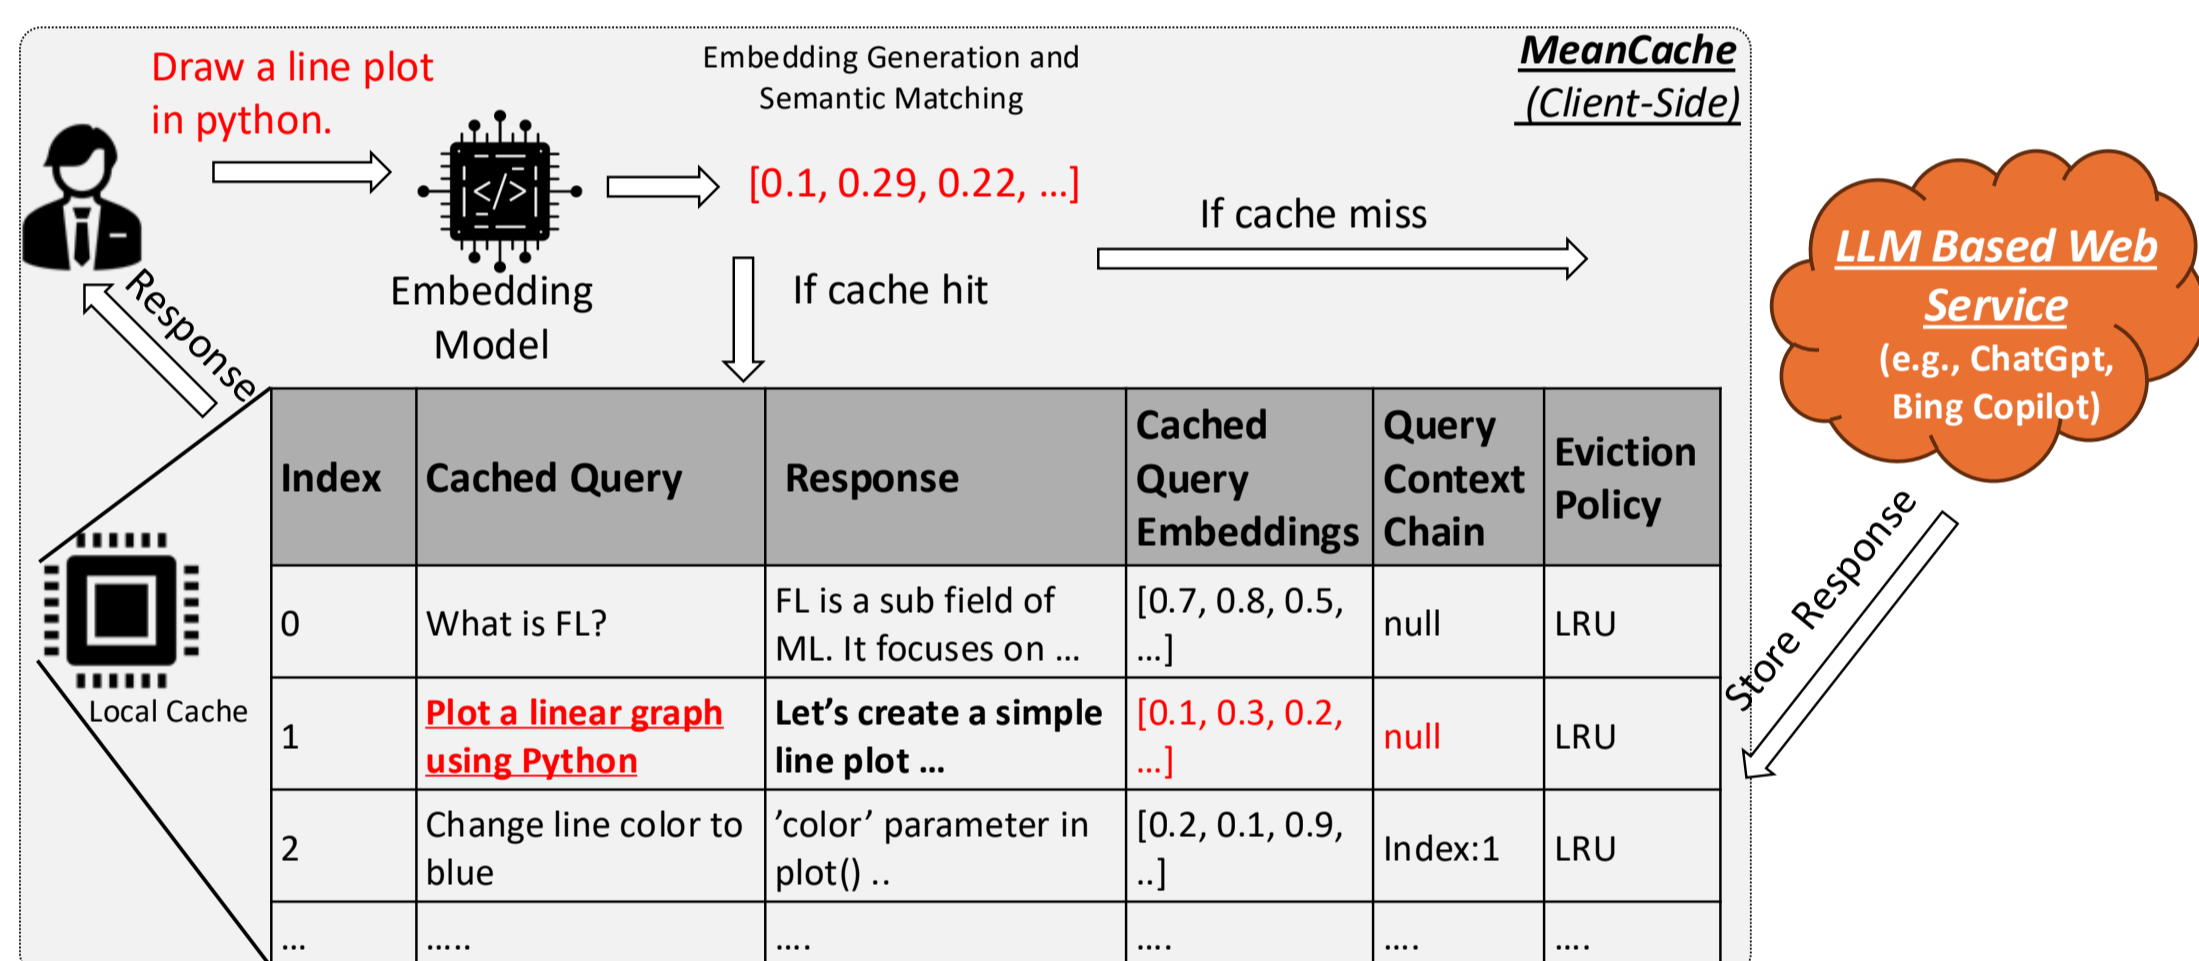 Draw a line plot
in python.
Embedding Generation and
Semantic Matching
MeanCache
(Client-Side)
</>
[0.1, 0.29, 0.22, ...]
If cache miss
If cache hit
Embedding
Model
Response
LLM Based Web
Service
(e.g., ChatGpt,
Bing Copilot)
Store Response
Local Cache
Index
Cached Query
Response
Cached
Query
Embeddings
Query
Context
Chain
Eviction
Policy
0
What is FL?
FL is a sub field of
ML. It focuses on ...
[0.7, 0.8, 0.5,
...]
null
LRU
1
Plot a linear graph
using Python
Let’s create a simple
line plot ...
[0.1, 0.3, 0.2,
...]
null
LRU
2
Change line color to
blue
’color’ parameter in
plot() ..
[0.2, 0.1, 0.9,
..]
Index:1
LRU
...
.....
....
....
....
....